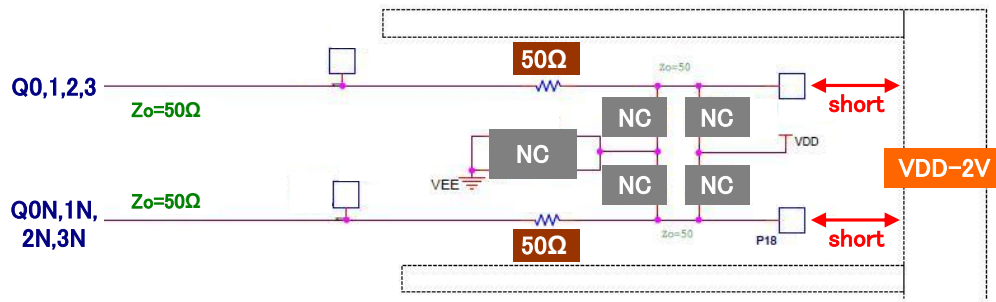 50Ω
Zo=50
Q0,1,2,3
Zo=50Ω
NC
NC
short
NC
VDD
VEE
NC
NC
VDD-2V
Q0N,1N,
2N,3N
Zo=50Ω
50Ω
Zo=50
P18
short